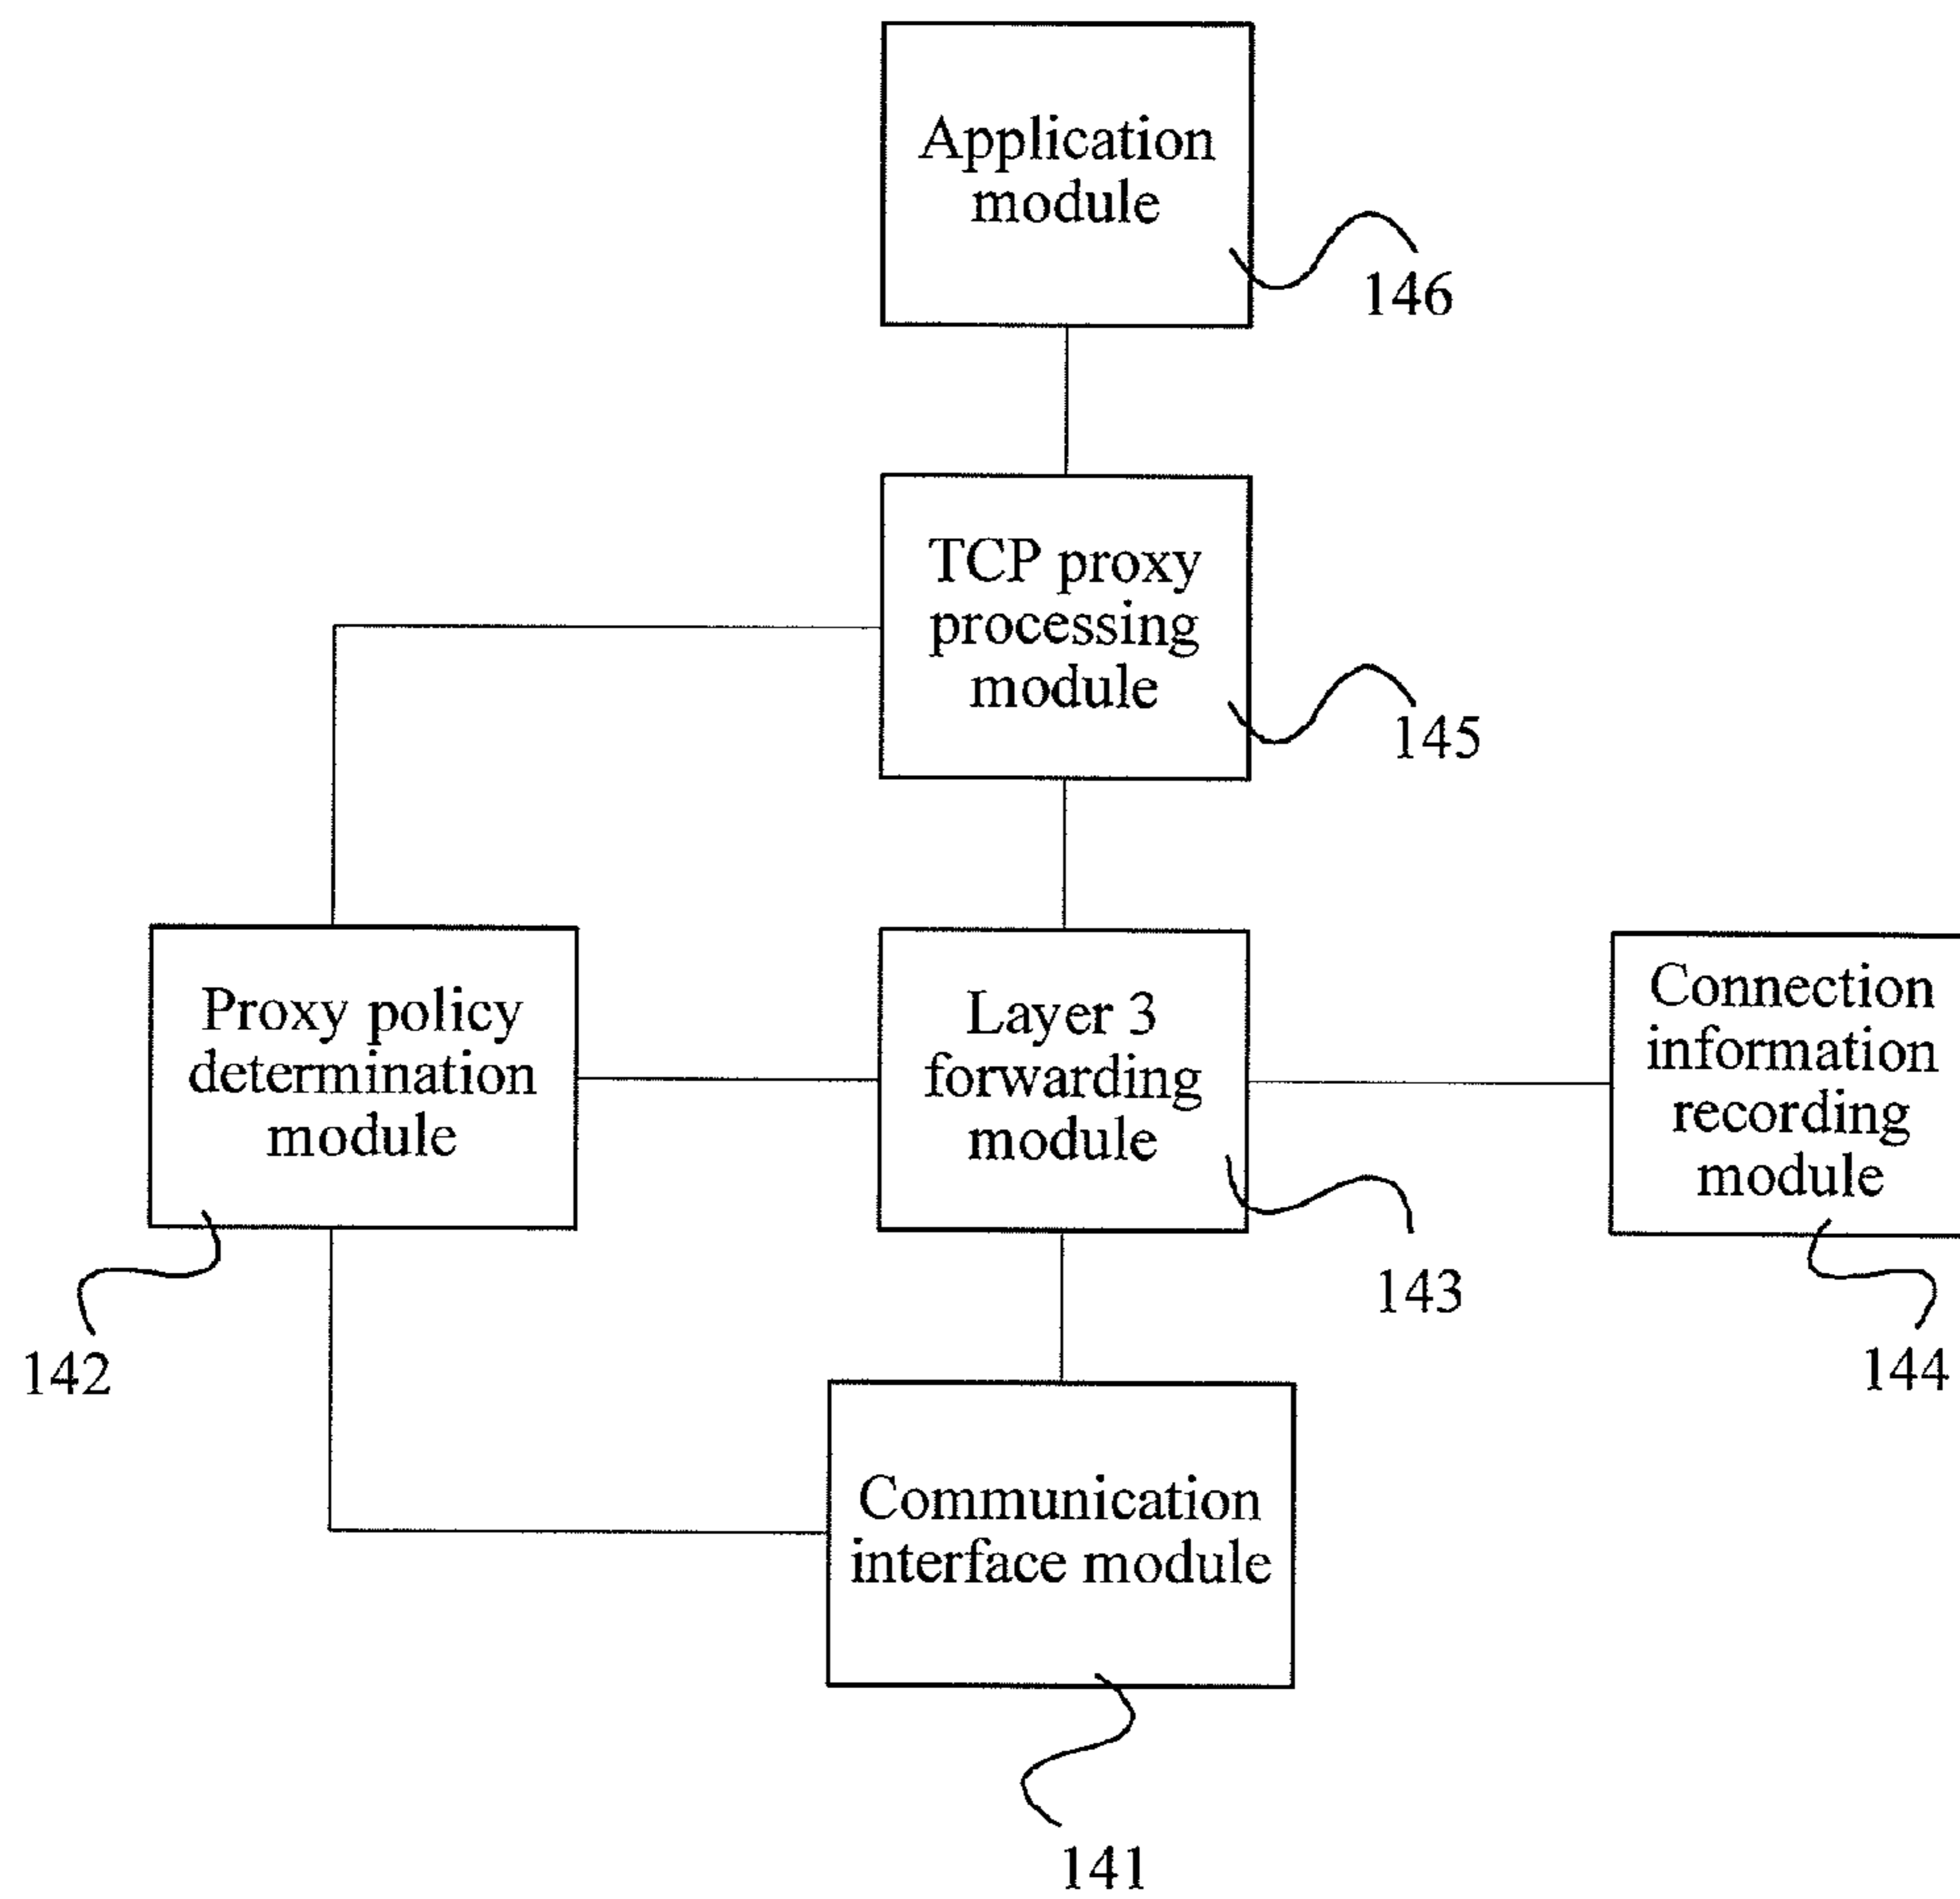 Application
module
146
TCP proxy
processing
module
145
Proxy policy
determination
module
142
Layer 3
forwarding
module
143
Connection
information
recording
module
144
Communication
interface module
141